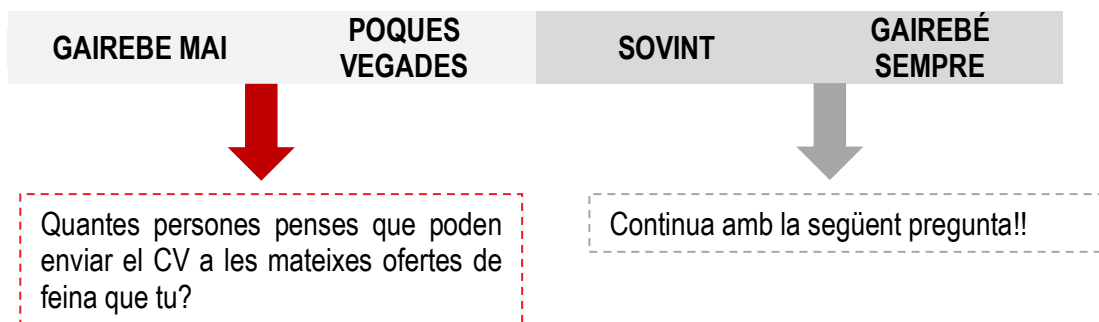 GAIREBE MAI
POQUES
VEGADES
SOVINT
GAIREBÉ
SEMPRE
Quantes persones penses que poden
enviar el CV a les mateixes ofertes de
feina que tu?
Continua amb la següent pregunta!!